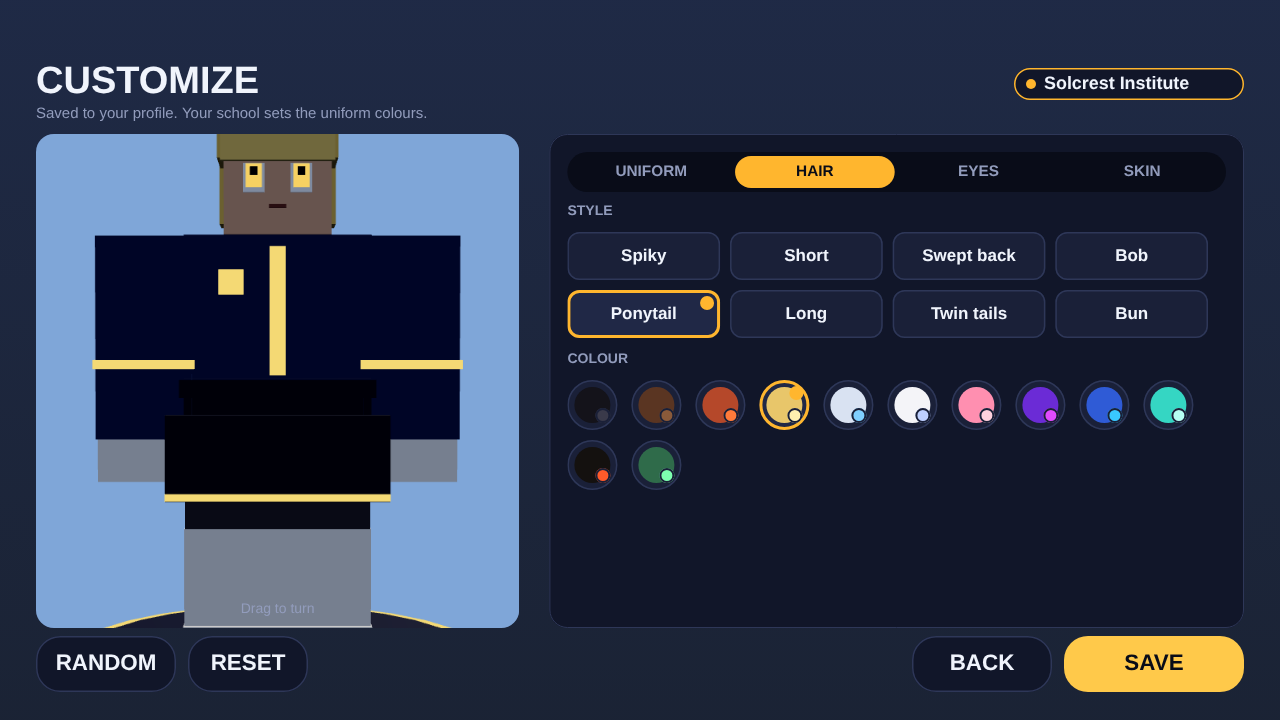 CUSTOMIZE
Saved to your profile. Your school sets the uniform colours.
Solcrest Institute
UNIFORM HAIR EYES SKIN
STYLE
Spiky Short Swept back Bob
Ponytail Long Twin tails Bun
COLOUR
Drag to turn
RANDOM RESET BACK SAVE